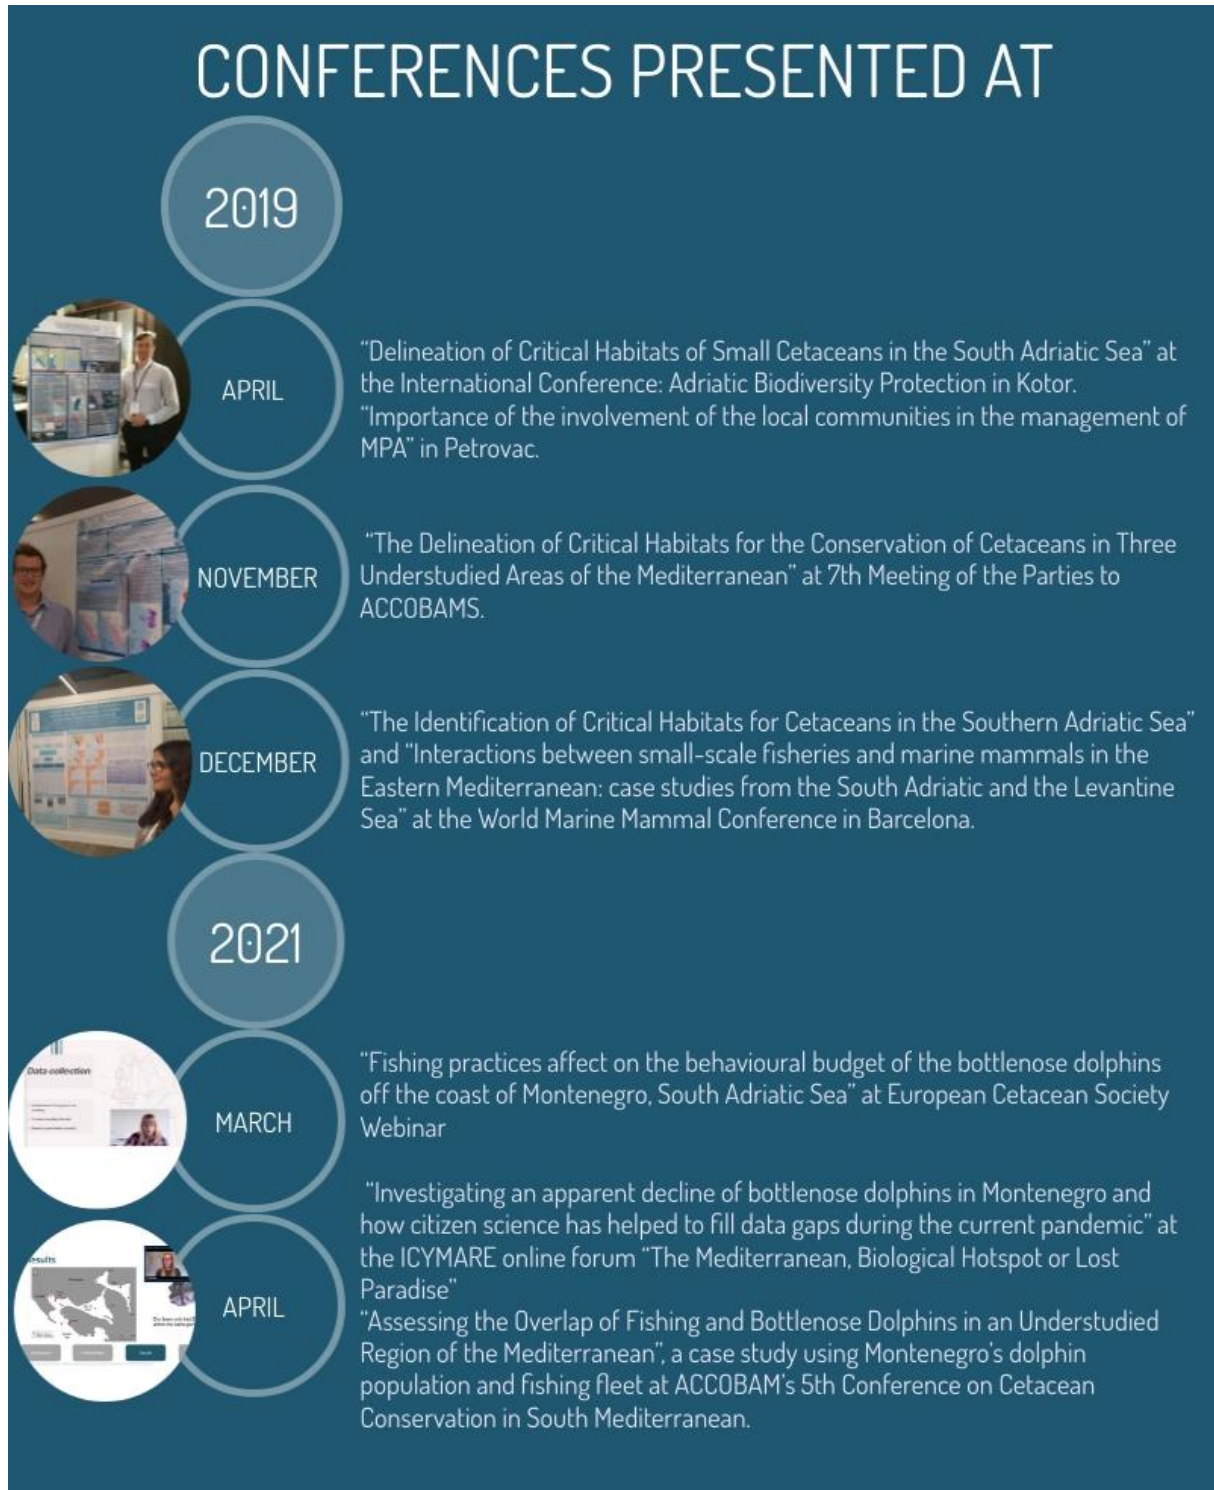 CONFERENCES PRESENTED AT
2019
APRIL
“Delineation of Critical Habitats of Small Cetaceans in the South Adriatic Sea” at
the International Conference: Adriatic Biodiversity Protection in Kotor.
“Importance of the involvement of the local communities in the management of
MPA” in Petrovac.
NOVEMBER
“The Delineation of Critical Habitats for the Conservation of Cetaceans in Three
Understudied Areas of the Mediterranean” at 7th Meeting of the Parties to
ACCOBAMS.
DECEMBER
“The Identification of Critical Habitats for Cetaceans in the Southern Adriatic Sea”
and “Interactions between small-scale fisheries and marine mammals in the
Eastern Mediterranean: case studies from the South Adriatic and the Levantine
Sea” at the World Marine Mammal Conference in Barcelona.
2021
Data collection
MARCH
“Fishing practices affect on the behavioural budget of the bottlenose dolphins
off the coast of Montenegro, South Adriatic Sea” at European Cetacean Society
Webinar
esults
APRIL
“Investigating an apparent decline of bottlenose dolphins in Montenegro and
how citizen science has helped to fill data gaps during the current pandemic” at
the ICYMARE online forum “The Mediterranean, Biological Hotspot or Lost
Paradise”
“Assessing the Overlap of Fishing and Bottlenose Dolphins in an Understudied
Region of the Mediterranean”, a case study using Montenegro's dolphin
population and fishing fleet at ACCOBAM's 5th Conference on Cetacean
Conservation in South Mediterranean.